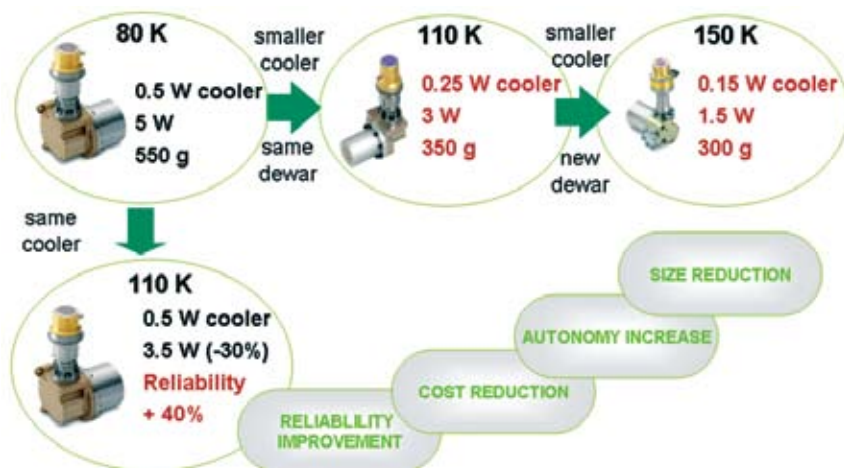 80 K
0.5 W cooler
5 W
550 g
smaller
cooler
same
dewar
110 K
0.25 W cooler
3 W
350 g
smaller
cooler
new
dewar
150 K
0.15 W cooler
1.5 W
300 g
same
cooler
110 K
0.5 W cooler
3.5 W (-30%)
Reliability
+ 40%
SIZE REDUCTION
AUTONOMY INCREASE
COST REDUCTION
RELIABLILITY
IMPROVEMENT